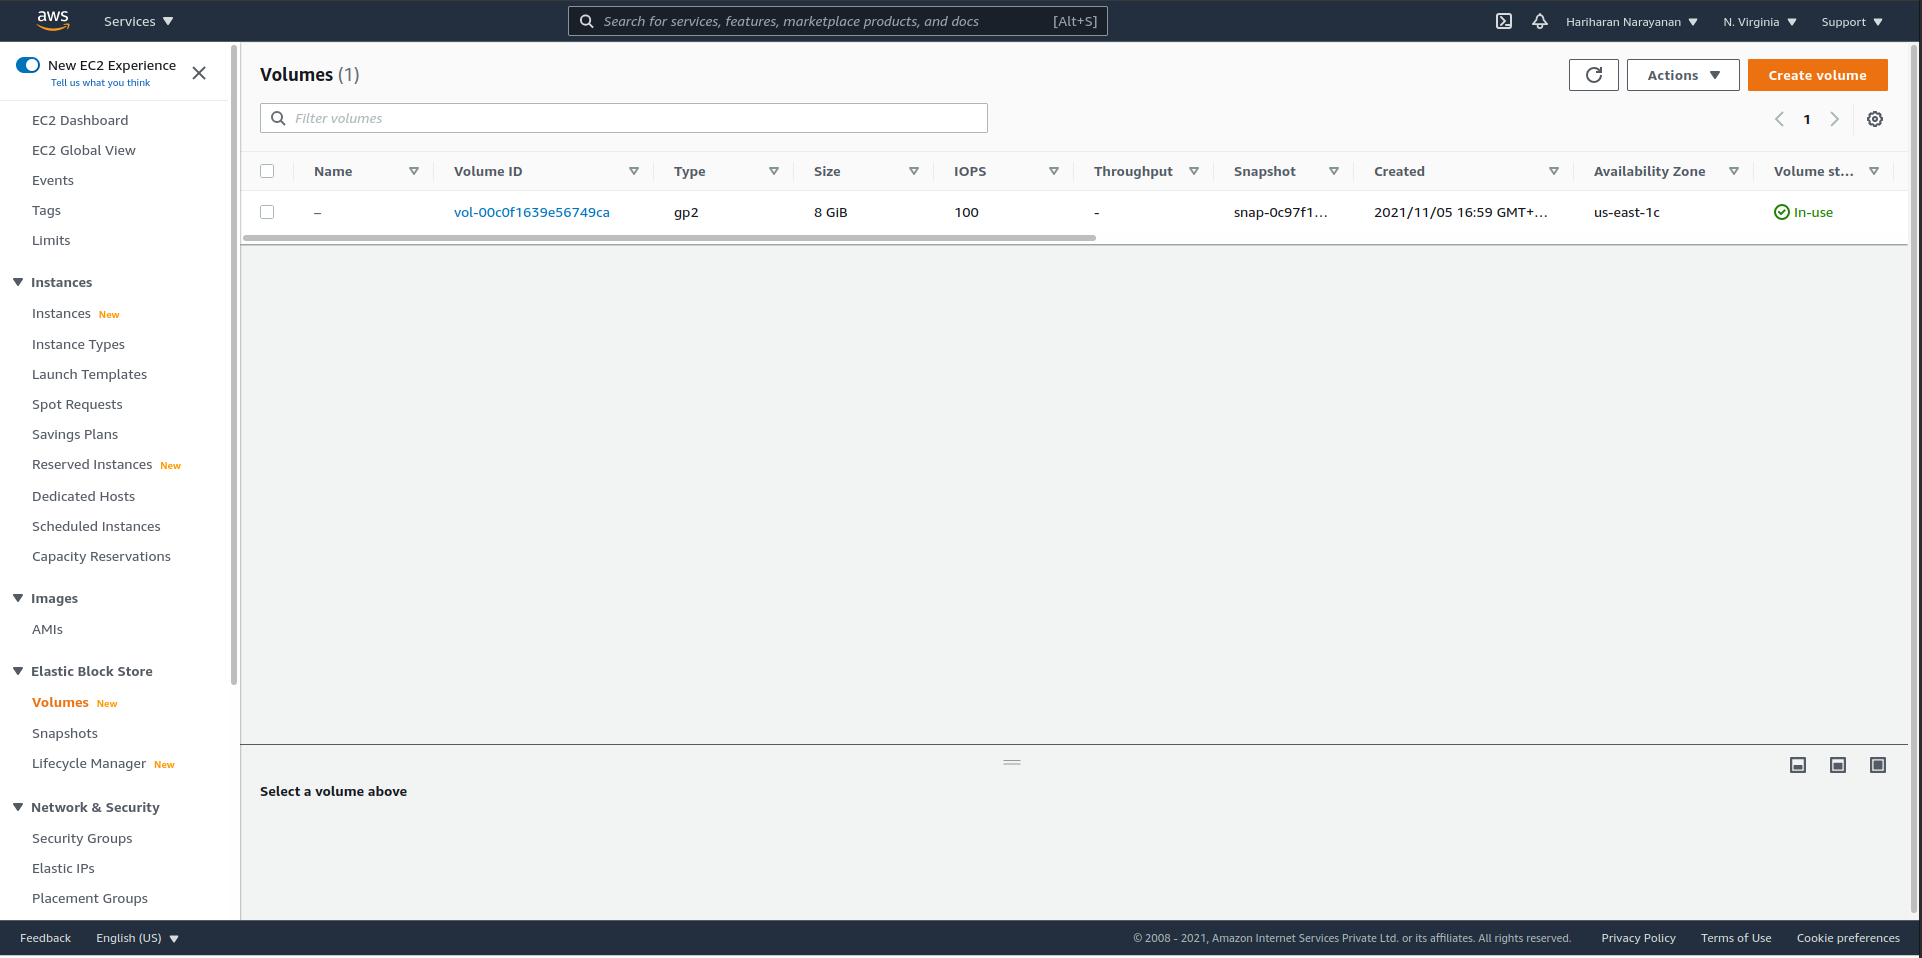 aws Services Search for services, features, marketplace products, and docs [Alt+S] Hariharan Narayanan N. Virginia Support
New EC2 Experience
Tell us what you think
EC2 Dashboard
EC2 Global View
Events
Tags
Limits
Instances
Instances New
Instance Types
Launch Templates
Spot Requests
Savings Plans
Reserved Instances New
Dedicated Hosts
Scheduled Instances
Capacity Reservations
Images
AMIs
Elastic Block Store
Volumes New
Snapshots
Lifecycle Manager New
Network & Security
Security Groups
Elastic IPs
Placement Groups
Volumes (1) Actions Create volume
Filter volumes 1
Name Volume ID Type Size IOPS Throughput Snapshot Created Availability Zone Volume st...
– vol-00c0f1639e56749ca gp2 8 GiB 100 - snap-0c97f1... 2021/11/05 16:59 GMT+... us-east-1c In-use
Select a volume above
Feedback English (US) © 2008 - 2021, Amazon Internet Services Private Ltd. or its affiliates. All rights reserved. Privacy Policy Terms of Use Cookie preferences